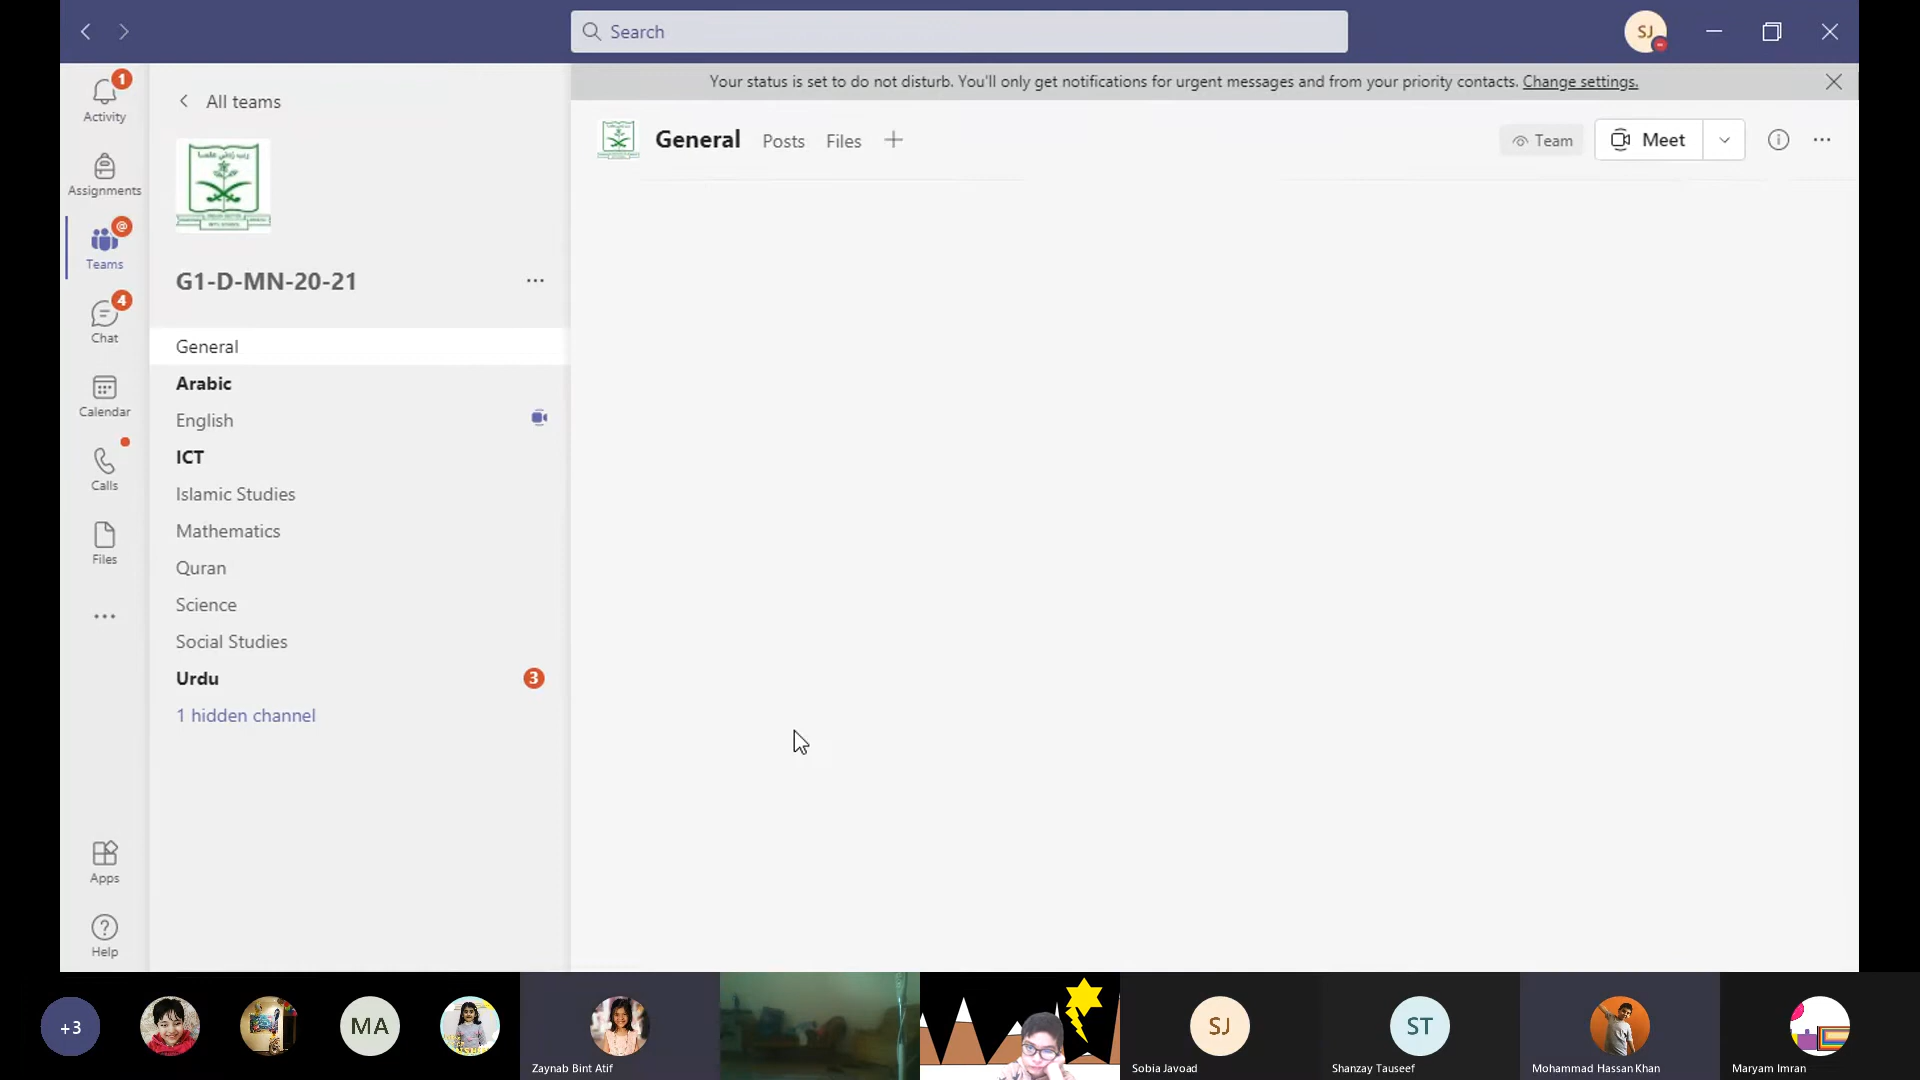 Search
SJ
Your status is set to do not disturb. You'll only get notifications for urgent messages and from your priority contacts. Change settings.
1
Activity
Assignments
@
Teams
4
Chat
Calendar
Calls
Files
Apps
Help
All teams
G1-D-MN-20-21
General
Arabic
English
ICT
Islamic Studies
Mathematics
Quran
Science
Social Studies
Urdu
3
1 hidden channel
General
Posts
Files
Team
Meet
+3
MA
Zaynab Bint Atif
SJ
Sobia Javoad
ST
Shanzay Tauseef
Mohammad Hassan Khan
Maryam Imran